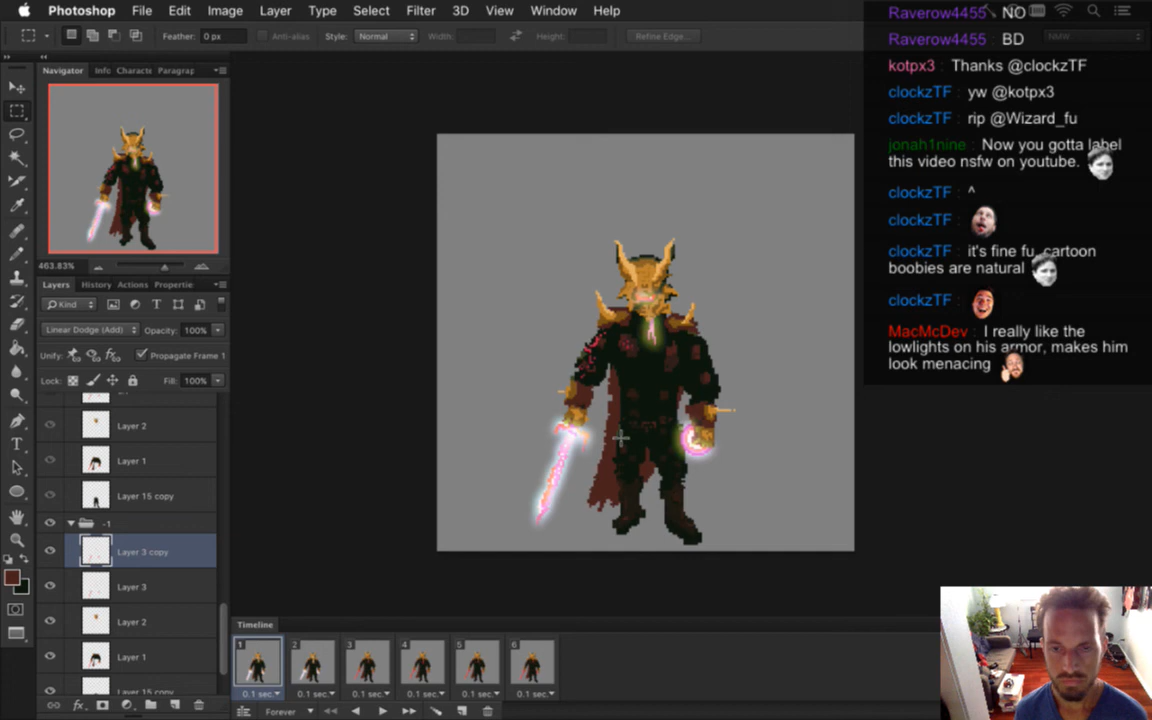 Photoshop File Edit Image Layer Type Select Filter 3D View Window Help
Feather: 0 px Anti-alias Style: Normal Width: Height: Refine Edge...
Navigator Info Characte Paragrap
463.83%
Layers History Actions Propertie
Kind
Linear Dodge (Add) Opacity: 100%
Unify: Propagate Frame 1
Lock: Fill: 100%
Layer 2
Layer 1
Layer 15 copy
-1
Layer 3 copy
Layer 3
Layer 2
Layer 1
Layer 15 copy
Timeline
1 2 3 4 5 6
0.1 sec. 0.1 sec. 0.1 sec. 0.1 sec. 0.1 sec. 0.1 sec.
Forever
Raverow4455 : NO
Raverow4455 : BD
kotpx3 : Thanks @clockzTF
clockzTF : yw @kotpx3
clockzTF : rip @Wizard_fu
jonah1nine : Now you gotta label
this video nsfw on youtube.
clockzTF : ^
clockzTF :
clockzTF : it's fine fu, cartoon
boobies are natural
clockzTF :
MacMcDev : I really like the
lowlights on his armor, makes him
look menacing